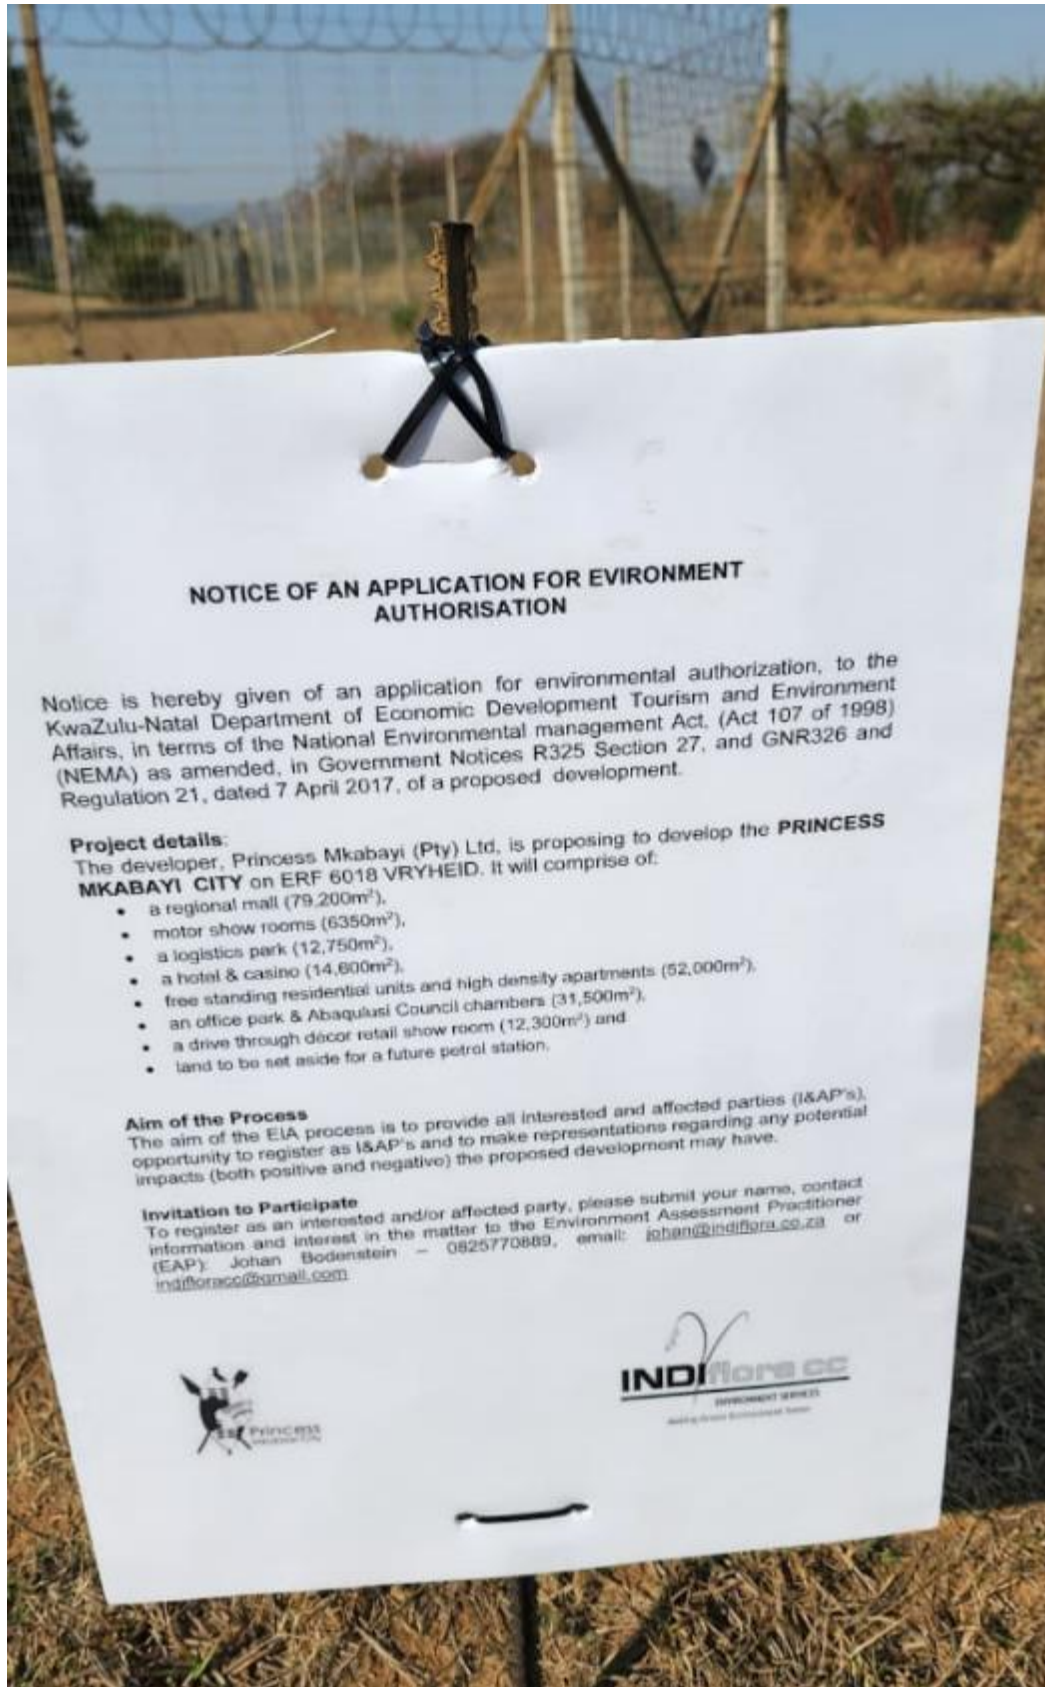 NOTICE OF AN APPLICATION FOR EVIRONMENT
AUTHORISATION
Notice is hereby given of an application for environmental authorization, to the
KwaZulu-Natal Department of Economic Development Tourism and Environment
Affairs, in terms of the National Environmental management Act, (Act 107 of 1998)
(NEMA) as amended, in Government Notices R325 Section 27, and GNR326 and
Regulation 21, dated 7 April 2017, of a proposed development.
Project details:
The developer, Princess Mkabayi (Pty) Ltd, is proposing to develop the PRINCESS
MKABAYI CITY on ERF 6018 VRYHEID. It will comprise of:
• a regional mall (79,200m²),
• motor show rooms (6350m²),
• a logistics park (12,750m²),
• a hotel & casino (14,600m²),
• free standing residential units and high density apartments (52,000m²),
• an office park & Abaqulusi Council chambers (31,500m²),
• a drive through décor retail show room (12,300m²) and
• land to be set aside for a future petrol station.
Aim of the Process
The aim of the EIA process is to provide all interested and affected parties (I&AP's),
opportunity to register as I&AP's and to make representations regarding any potential
impacts (both positive and negative) the proposed development may have.
Invitation to Participate
To register as an interested and/or affected party, please submit your name, contact
information and interest in the matter to the Environment Assessment Practitioner
(EAP): Johan Bodenstein – 0825770889, email: johan@indiflora.co.za or
indifloracc@gmail.com
Princess
INDIflora CC
ENVIRONMENT SERVICES